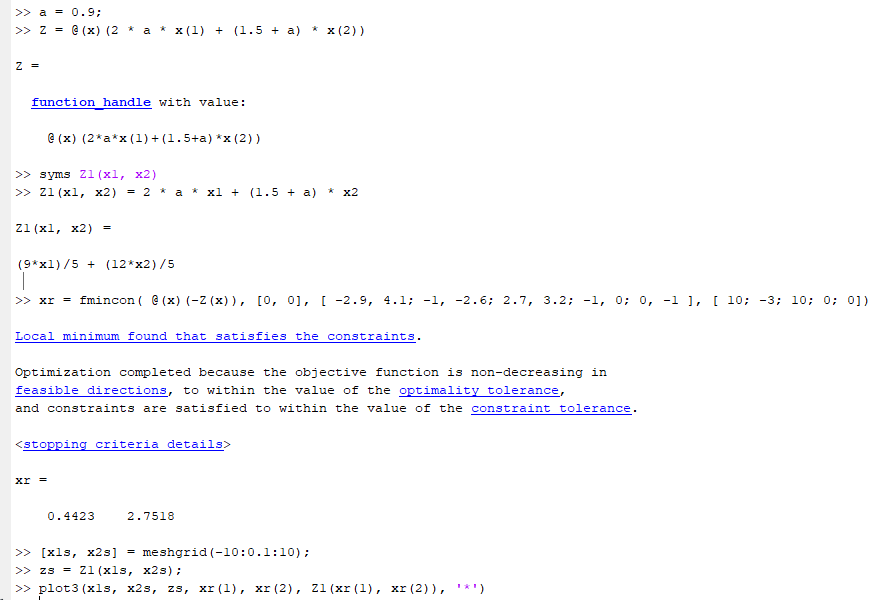 >> a = 0.9;
>> Z = @(x)(2 * a * x(1) + (1.5 + a) * x(2))
Z =
function_handle with value:
@(x)(2*a*x(1)+(1.5+a)*x(2))
>> syms Z1(x1, x2)
>> Z1(x1, x2) = 2 * a * x1 + (1.5 + a) * x2
Z1(x1, x2) =
(9*x1)/5 + (12*x2)/5
>> xr = fmincon( @(x)(-Z(x)), [0, 0], [ -2.9, 4.1; -1, -2.6; 2.7, 3.2; -1, 0; 0, -1 ], [ 10; -3; 10; 0; 0])
Local minimum found that satisfies the constraints.
Optimization completed because the objective function is non-decreasing in
feasible directions, to within the value of the optimality tolerance,
and constraints are satisfied to within the value of the constraint tolerance.
<stopping criteria details>
xr =
0.4423 2.7518
>> [x1s, x2s] = meshgrid(-10:0.1:10);
>> zs = Z1(x1s, x2s);
>> plot3(x1s, x2s, zs, xr(1), xr(2), Z1(xr(1), xr(2)), '*')